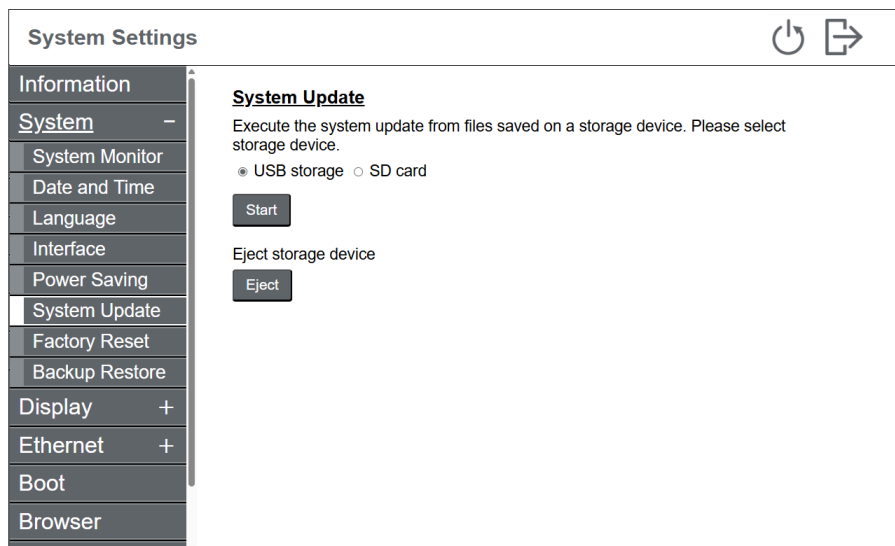 System Settings
Information
System −
System Monitor
Date and Time
Language
Interface
Power Saving
System Update
Factory Reset
Backup Restore
Display +
Ethernet +
Boot
Browser
System Update
Execute the system update from files saved on a storage device. Please select
storage device.
USB storage SD card
Start
Eject storage device
Eject